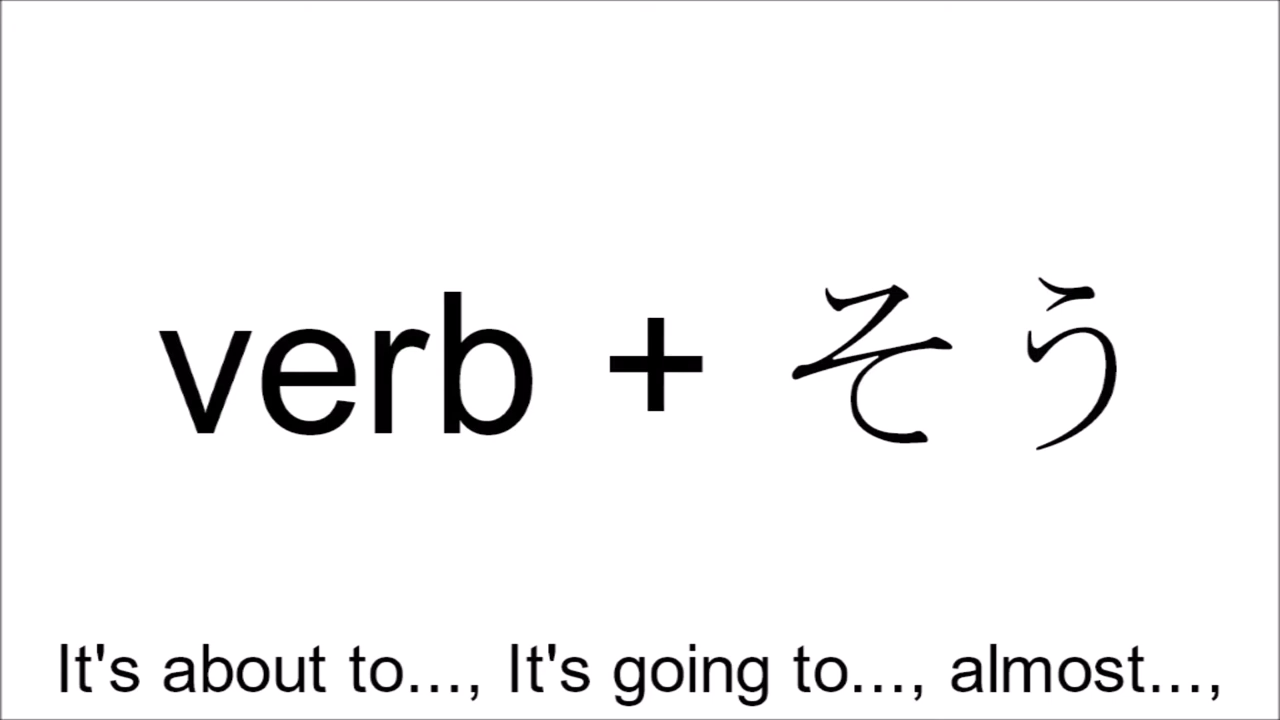 verb + そう
It's about to..., It's going to..., almost...,